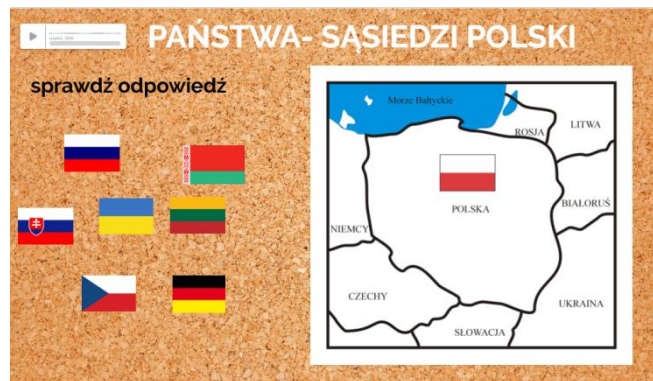 PAŃSTWA- SĄSIEDZI POLSKI
sprawdź odpowiedź
Morze Bałtyckie
ROSJA
LITWA
POLSKA
BIAŁORUŚ
NIEMCY
CZECHY
UKRAINA
SŁOWACJA